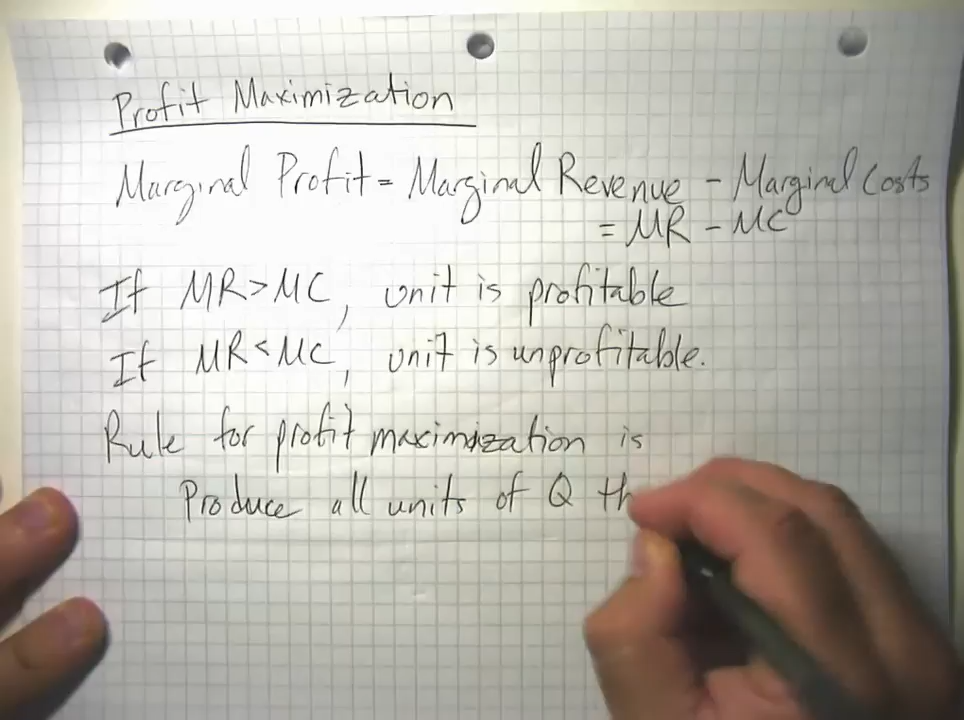 Profit Maximization
Marginal Profit = Marginal Revenue - Marginal Costs
= MR - MC
If MR > MC, unit is profitable
If MR < MC, unit is unprofitable.
Rule for profit maximization is
Produce all units of Q th